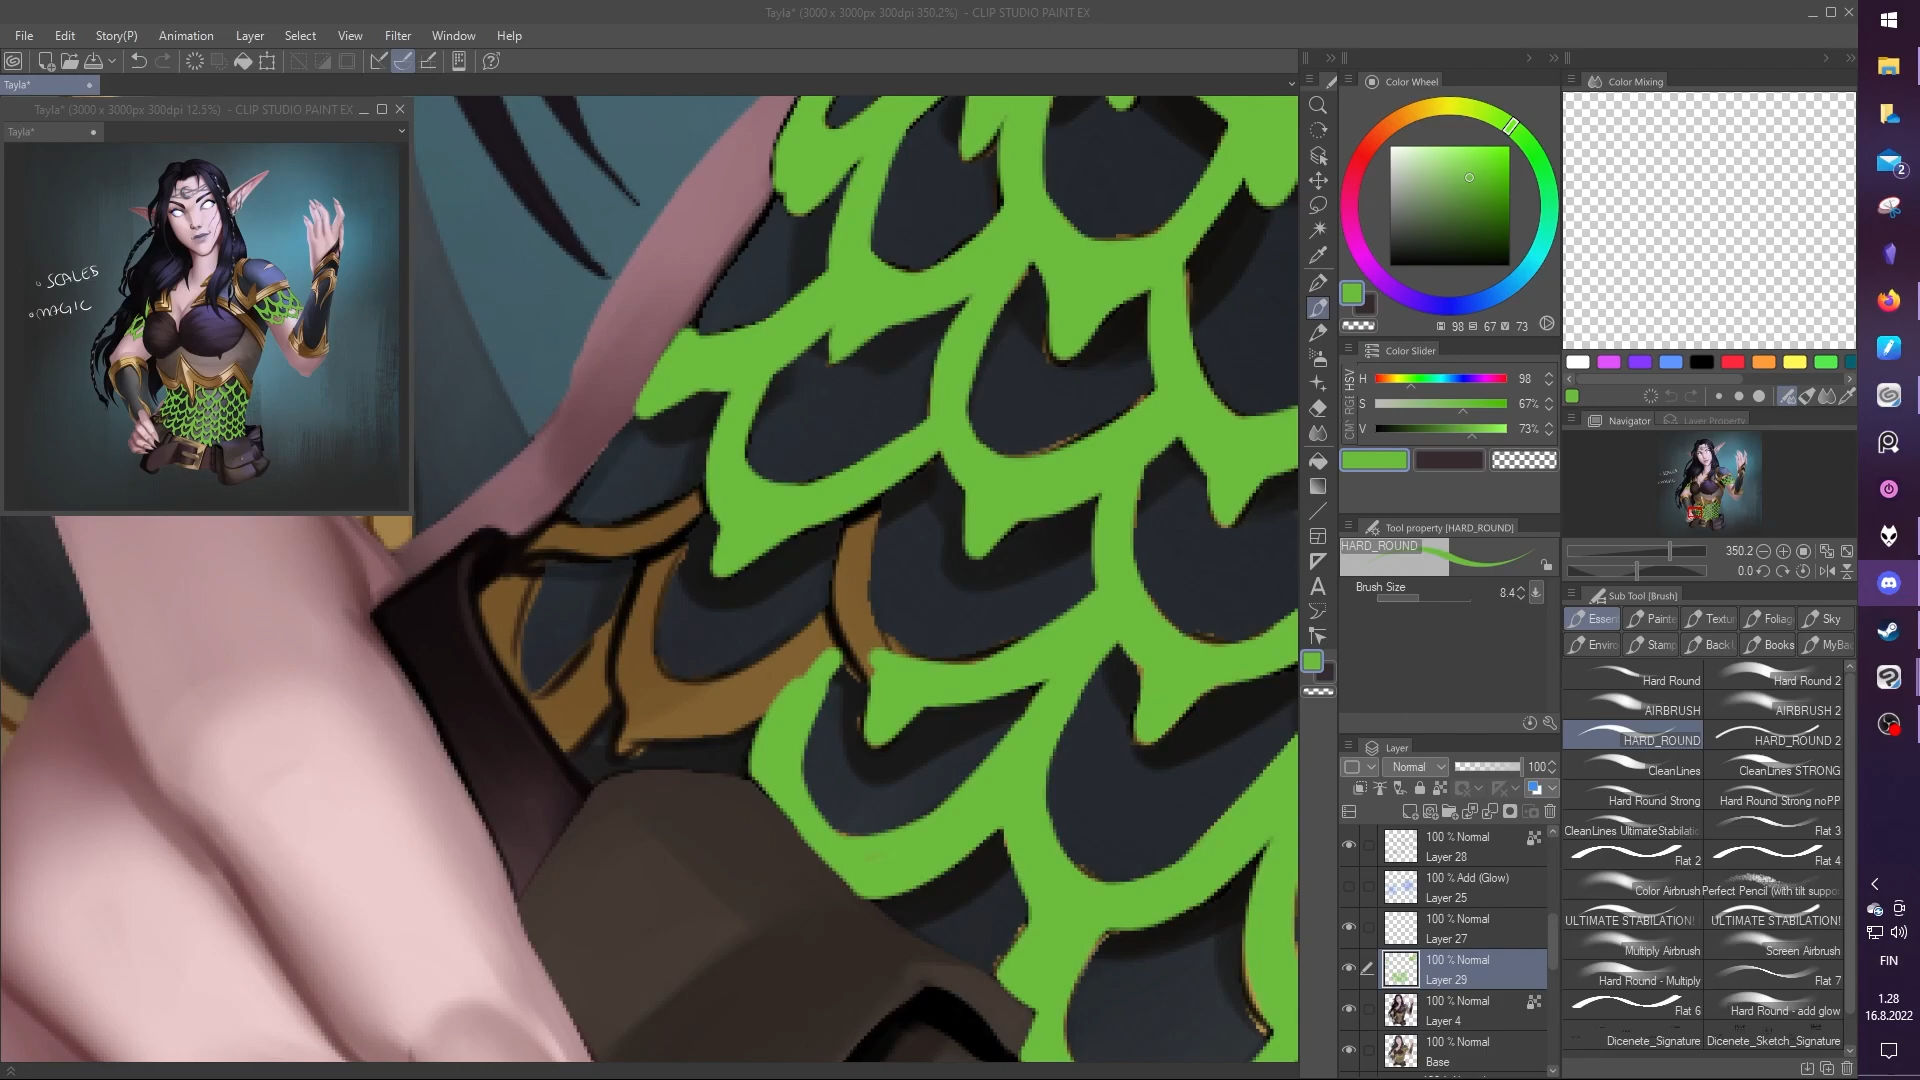 Tayla* (3000 x 3000px 300dpi 350.2%) - CLIP STUDIO PAINT EX
File Edit Story(P) Animation Layer Select View Filter Window Help
Tayla*
Tayla* (3000 x 3000px 300dpi 12.5%) - CLIP STUDIO PAINT EX
Tayla*
SCALES
MAGIC
Color Wheel
98 67 73
Color Slider
HSV
H 98
S 67%
V 73%
Tool property [HARD_ROUND]
HARD_ROUND
Brush Size 8.4
Layer
Normal 100
100 % Normal
Layer 28
100 % Add (Glow)
Layer 25
100 % Normal
Layer 27
100 % Normal
Layer 29
100 % Normal
Layer 4
100 % Normal
Base
Color Mixing
Navigator Layer Property
350.2
0.0
Sub Tool [Brush]
Essen Painte Textur Foliag Sky
Enviro Stamp Back Books MyBa
Hard Round Hard Round 2
AIRBRUSH AIRBRUSH 2
HARD_ROUND HARD_ROUND 2
CleanLines CleanLines STRONG
Hard Round Strong Hard Round Strong noPP
CleanLines UltimateStabilatio Flat 3
Flat 2 Flat 4
Color Airbrush Perfect Pencil (with tilt suppo
ULTIMATE STABILATION! ULTIMATE STABILATION!
Multiply Airbrush Screen Airbrush
Hard Round - Multiply Flat 7
Flat 6 Hard Round - add glow
Dicenete_Signature Dicenete_Sketch_Signature
2
FIN
1.28
16.8.2022